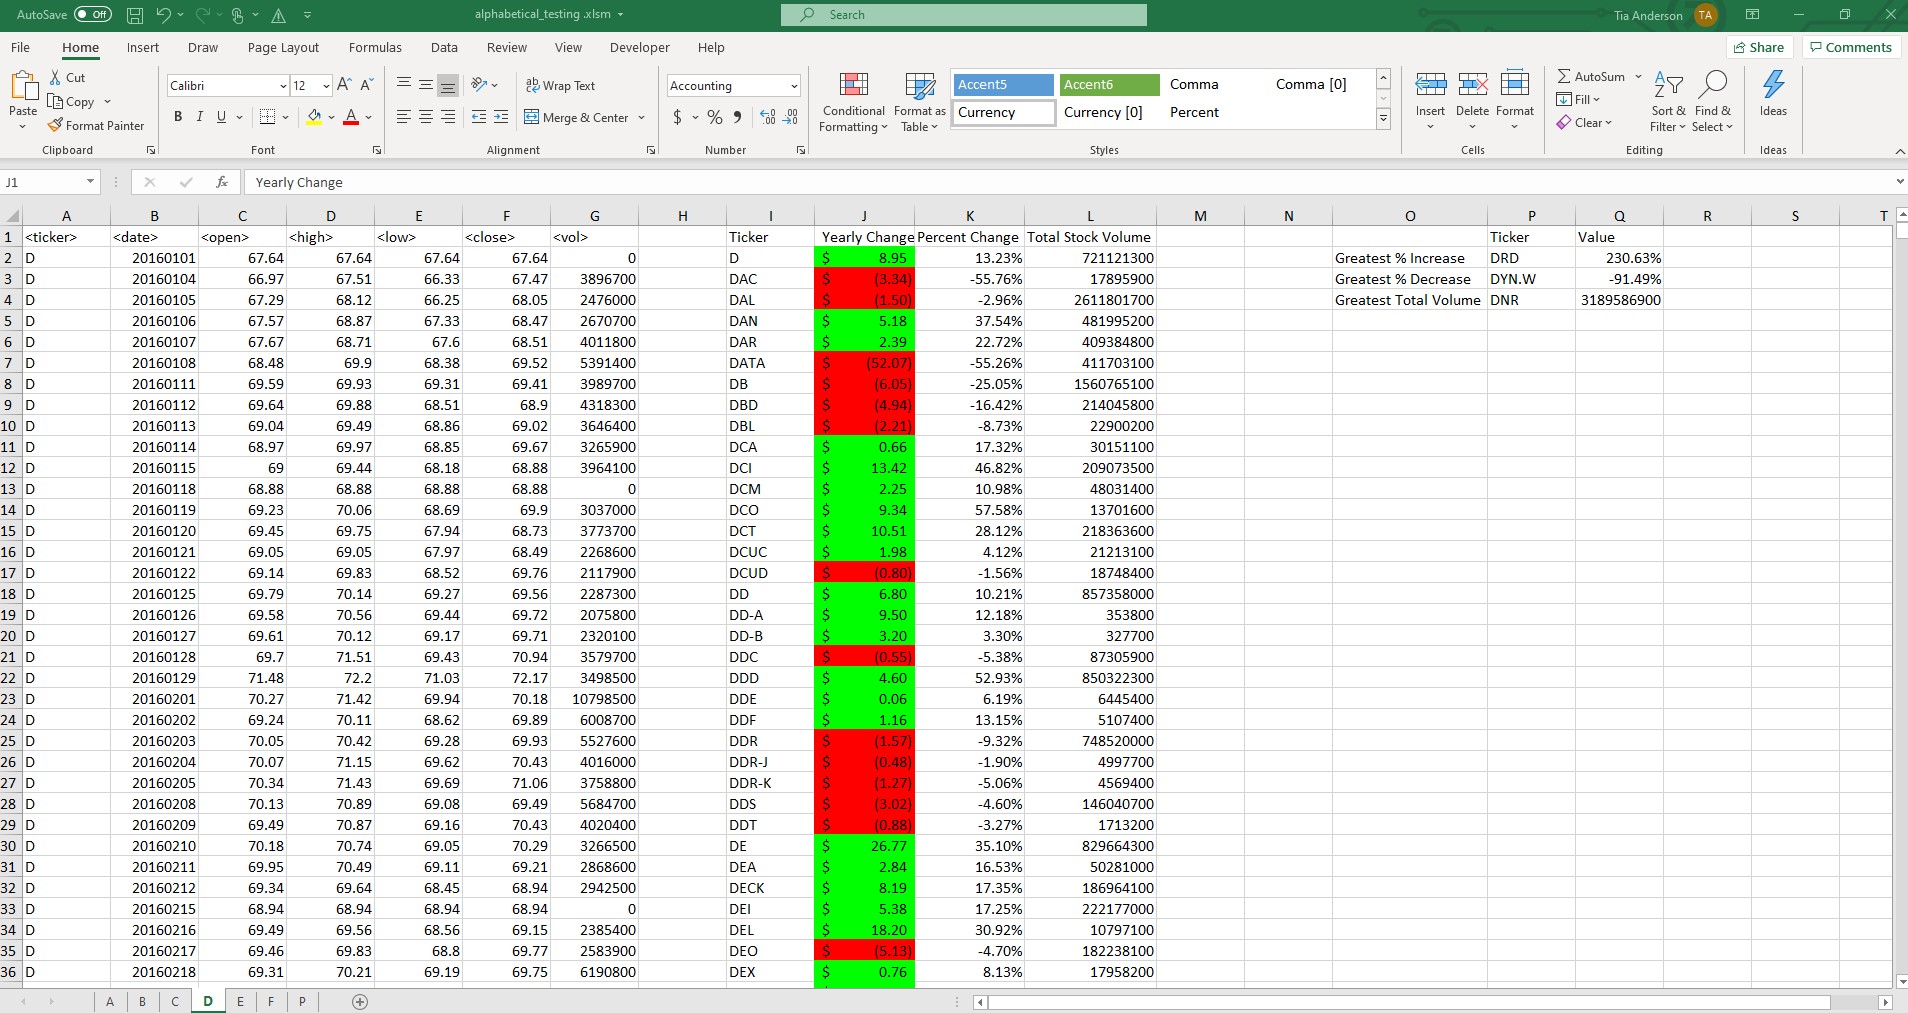 AutoSave Off alphabetical_testing .xlsm Search Tia Anderson TA
File Home Insert Draw Page Layout Formulas Data Review View Developer Help Share Comments
Paste Cut Copy Format Painter Clipboard
Calibri 12 A A B I U A Font
ab Wrap Text Merge & Center Alignment
Accounting $ % Number
Conditional Formatting Format as Table Accent5 Accent6 Comma Comma [0] Currency Currency [0] Percent Styles
Insert Delete Format Cells
AutoSum Fill Clear Sort & Filter Find & Select Editing
Ideas Ideas
J1 fx Yearly Change
A B C D E F G H I J K L M N O P Q R S T
1 <ticker> <date> <open> <high> <low> <close> <vol> Ticker Yearly Change Percent Change Total Stock Volume Ticker Value
2 D 20160101 67.64 67.64 67.64 67.64 0 D $ 8.95 13.23% 721121300 Greatest % Increase DRD 230.63%
3 D 20160104 66.97 67.51 66.33 67.47 3896700 DAC $ (3.34) -55.76% 17895900 Greatest % Decrease DYN.W -91.49%
4 D 20160105 67.29 68.12 66.25 68.05 2476000 DAL $ (1.50) -2.96% 2611801700 Greatest Total Volume DNR 3189586900
5 D 20160106 67.57 68.87 67.33 68.47 2670700 DAN $ 5.18 37.54% 481995200
6 D 20160107 67.67 68.71 67.6 68.51 4011800 DAR $ 2.39 22.72% 409384800
7 D 20160108 68.48 69.9 68.38 69.52 5391400 DATA $ (52.07) -55.26% 411703100
8 D 20160111 69.59 69.93 69.31 69.41 3989700 DB $ (6.05) -25.05% 1560765100
9 D 20160112 69.64 69.88 68.51 68.9 4318300 DBD $ (4.94) -16.42% 214045800
10 D 20160113 69.04 69.49 68.86 69.02 3646400 DBL $ (2.21) -8.73% 22900200
11 D 20160114 68.97 69.97 68.85 69.67 3265900 DCA $ 0.66 17.32% 30151100
12 D 20160115 69 69.44 68.18 68.88 3964100 DCI $ 13.42 46.82% 209073500
13 D 20160118 68.88 68.88 68.88 68.88 0 DCM $ 2.25 10.98% 48031400
14 D 20160119 69.23 70.06 68.69 69.9 3037000 DCO $ 9.34 57.58% 13701600
15 D 20160120 69.45 69.75 67.94 68.73 3773700 DCT $ 10.51 28.12% 218363600
16 D 20160121 69.05 69.05 67.97 68.49 2268600 DCUC $ 1.98 4.12% 21213100
17 D 20160122 69.14 69.83 68.52 69.76 2117900 DCUD $ (0.80) -1.56% 18748400
18 D 20160125 69.79 70.14 69.27 69.56 2287300 DD $ 6.80 10.21% 857358000
19 D 20160126 69.58 70.56 69.44 69.72 2075800 DD-A $ 9.50 12.18% 353800
20 D 20160127 69.61 70.12 69.17 69.71 2320100 DD-B $ 3.20 3.30% 327700
21 D 20160128 69.7 71.51 69.43 70.94 3579700 DDC $ (0.55) -5.38% 87305900
22 D 20160129 71.48 72.2 71.03 72.17 3498500 DDD $ 4.60 52.93% 850322300
23 D 20160201 70.27 71.42 69.94 70.18 10798500 DDE $ 0.06 6.19% 6445400
24 D 20160202 69.24 70.11 68.62 69.89 6008700 DDF $ 1.16 13.15% 5107400
25 D 20160203 70.05 70.42 69.28 69.93 5527600 DDR $ (1.57) -9.32% 748520000
26 D 20160204 70.07 71.15 69.62 70.43 4016000 DDR-J $ (0.48) -1.90% 4997700
27 D 20160205 70.34 71.43 69.69 71.06 3758800 DDR-K $ (1.27) -5.06% 4569400
28 D 20160208 70.13 70.89 69.08 69.49 5684700 DDS $ (3.02) -4.60% 146040700
29 D 20160209 69.49 70.87 69.16 70.43 4020400 DDT $ (0.88) -3.27% 1713200
30 D 20160210 70.18 70.74 69.05 70.29 3266500 DE $ 26.77 35.10% 829664300
31 D 20160211 69.95 70.49 69.11 69.21 2868600 DEA $ 2.84 16.53% 50281000
32 D 20160212 69.34 69.64 68.45 68.94 2942500 DECK $ 8.19 17.35% 186964100
33 D 20160215 68.94 68.94 68.94 68.94 0 DEI $ 5.38 17.25% 222177000
34 D 20160216 69.49 69.56 68.56 69.15 2385400 DEL $ 18.20 30.92% 10797100
35 D 20160217 69.46 69.83 68.8 69.77 2583900 DEO $ (5.13) -4.70% 182238100
36 D 20160218 69.31 70.21 69.19 69.75 6190800 DEX $ 0.76 8.13% 17958200
A B C D E F P